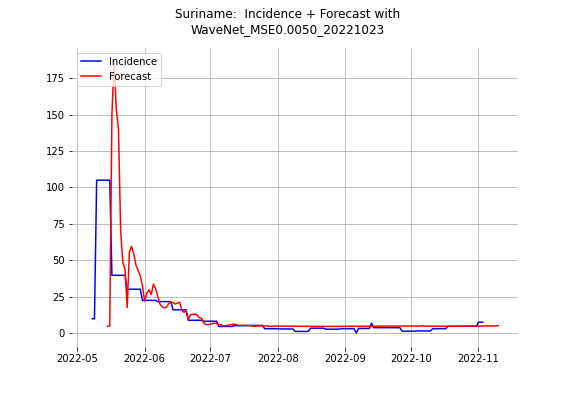 Suriname:  Incidence + Forecast with
WaveNet_MSE0.0050_20221023
Incidence
Forecast
175
150
125
100
75
50
25
0
2022-05 2022-06 2022-07 2022-08 2022-09 2022-10 2022-11